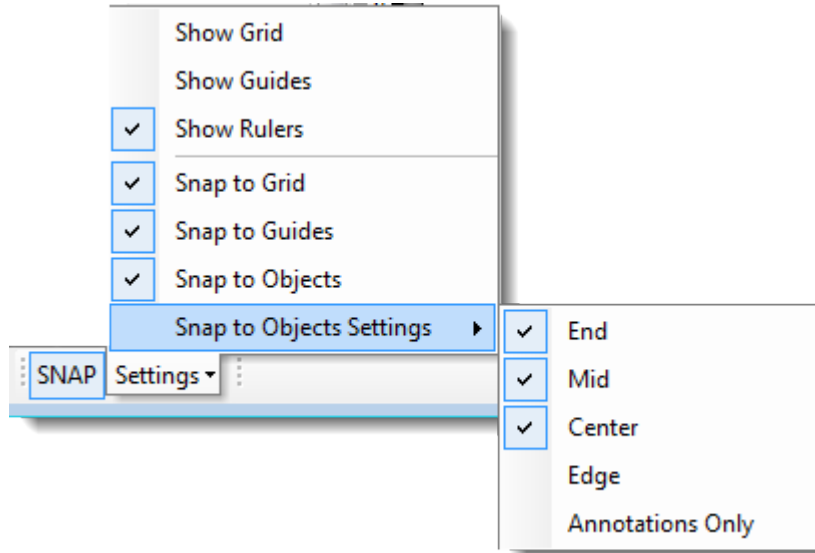 Show Grid
Show Guides
Show Rulers
Snap to Grid
Snap to Guides
Snap to Objects
Snap to Objects Settings
SNAP Settings
End
Mid
Center
Edge
Annotations Only